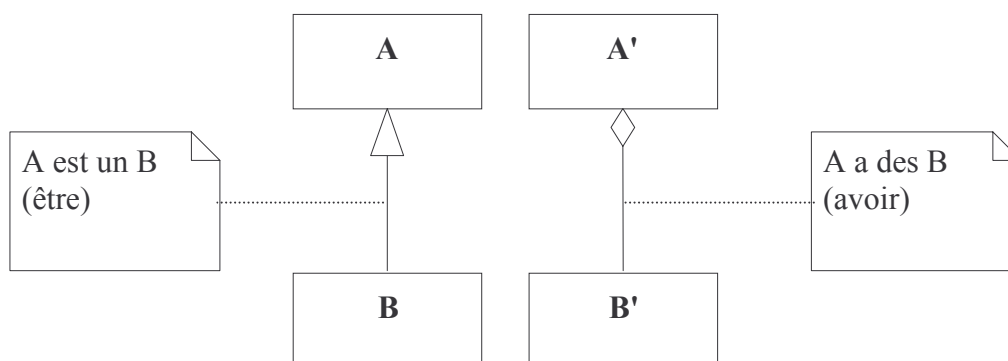 A
A'
A est un B
(être)
A a des B
(avoir)
B
B'